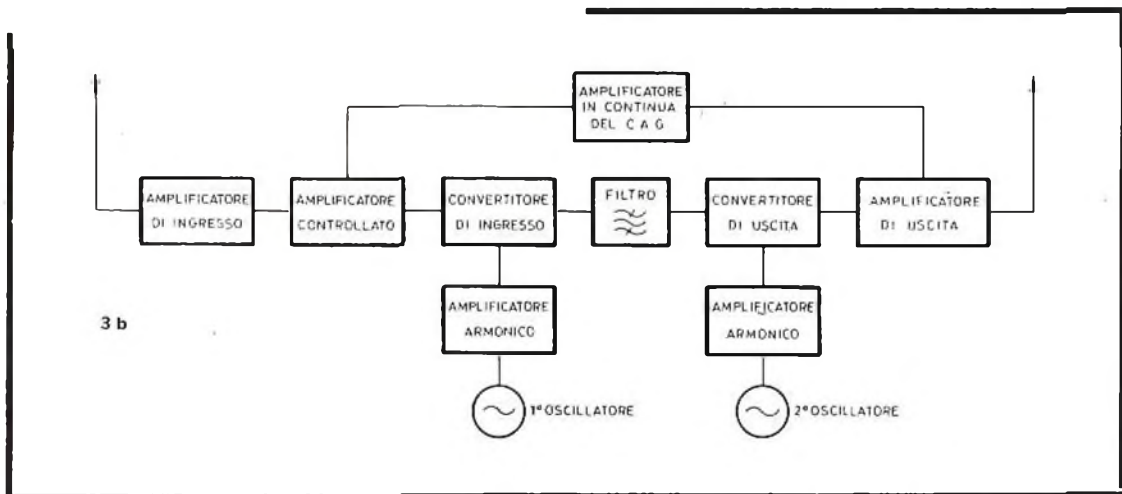 AMPLIFICATORE
IN CONTINUA
DEL C A G
AMPLIFICATORE
DI INGRESSO
AMPLIFICATORE
CONTROLLATO
CONVERTITORE
DI INGRESSO
FILTRO
CONVERTITORE
DI USCITA
AMPLIFICATORE
DI USCITA
AMPLIFICATORE
ARMONICO
AMPLIFICATORE
ARMONICO
3 b
1° OSCILLATORE
2° OSCILLATORE